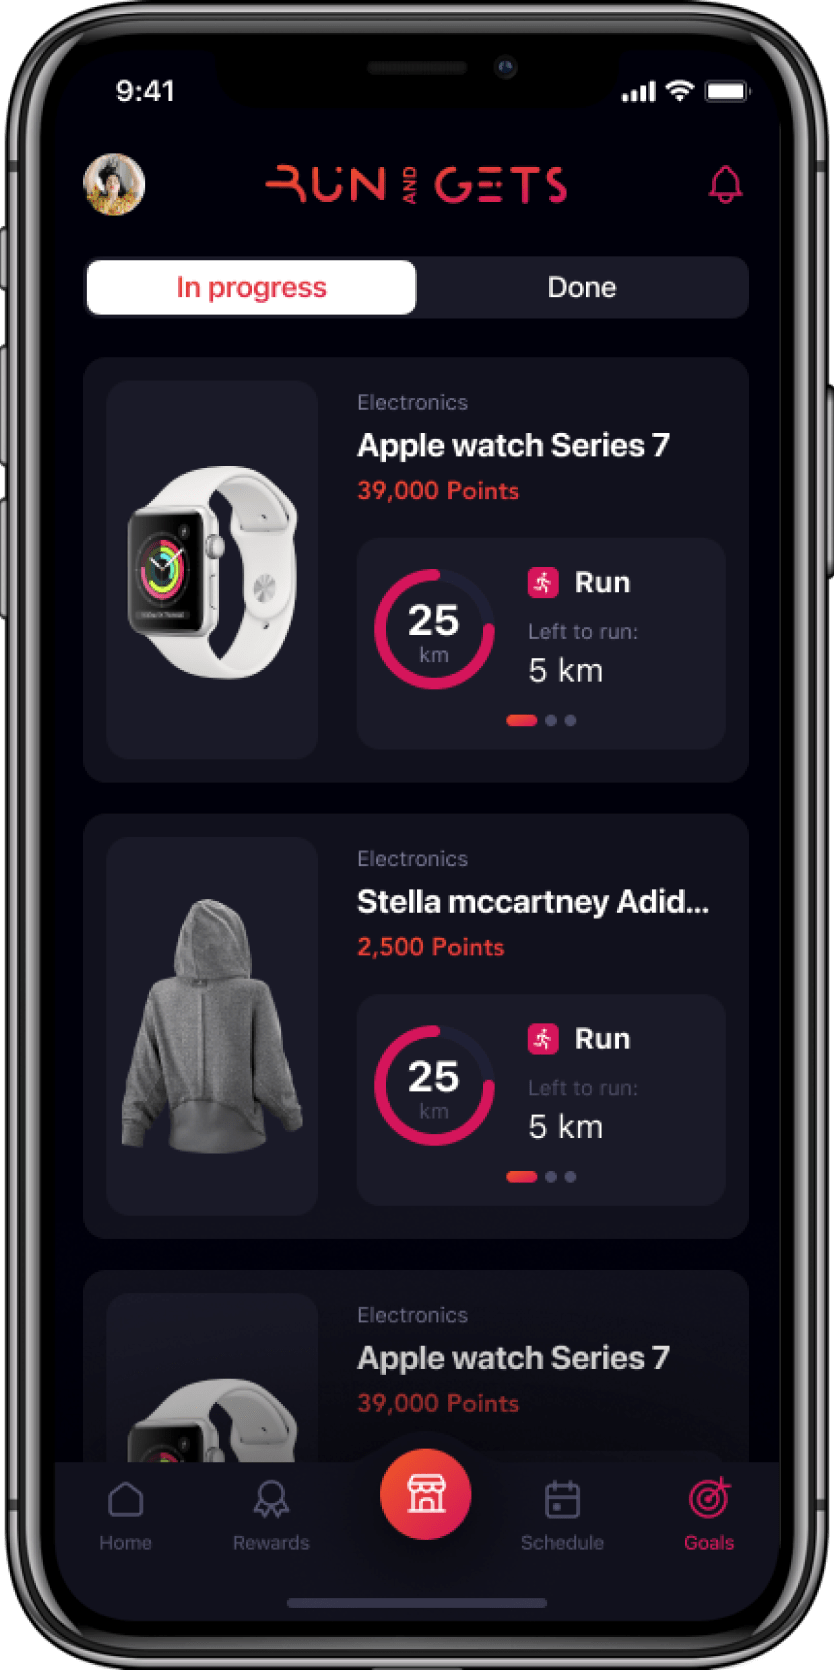 9:41
RUN AND GETS
In progress
Done
Electronics
Apple watch Series 7
39,000 Points
25
km
Run
Left to run:
5 km
Electronics
Stella mccartney Adid...
2,500 Points
25
km
Run
Left to run:
5 km
Electronics
Apple watch Series 7
39,000 Points
Home
Rewards
Schedule
Goals